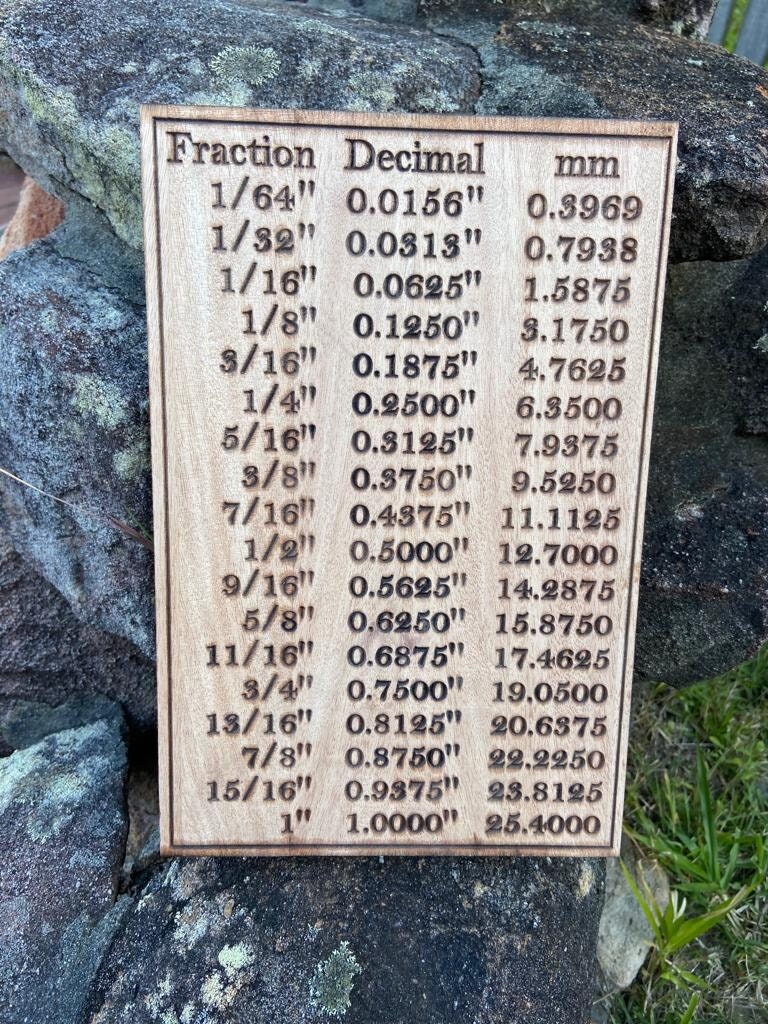 Fraction Decimal mm
1/64" 0.0156" 0.3969
1/32" 0.0313" 0.7938
1/16" 0.0625" 1.5875
1/8" 0.1250" 3.1750
3/16" 0.1875" 4.7625
1/4" 0.2500" 6.3500
5/16" 0.3125" 7.9375
3/8" 0.3750" 9.5250
7/16" 0.4375" 11.1125
1/2" 0.5000" 12.7000
9/16" 0.5625" 14.2875
5/8" 0.6250" 15.8750
11/16" 0.6875" 17.4625
3/4" 0.7500" 19.0500
13/16" 0.8125" 20.6375
7/8" 0.8750" 22.2250
15/16" 0.9375" 23.8125
1" 1.0000" 25.4000